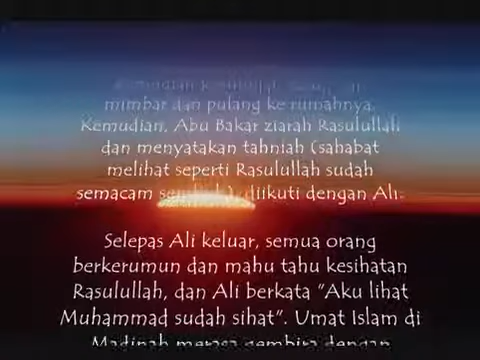 mimbar dan pulang ke rumahnya.
Kemudian, Abu Bakar ziarah Rasulullah
dan menyatakan tahniah (sahabat
melihat seperti Rasulullah sudah
semacam sembuh), diikuti dengan Ali.
Selepas Ali keluar, semua orang
berkerumun dan mahu tahu kesihatan
Rasulullah, dan Ali berkata "Aku lihat
Muhammad sudah sihat". Umat Islam di
Madinah merasa gembira dengan